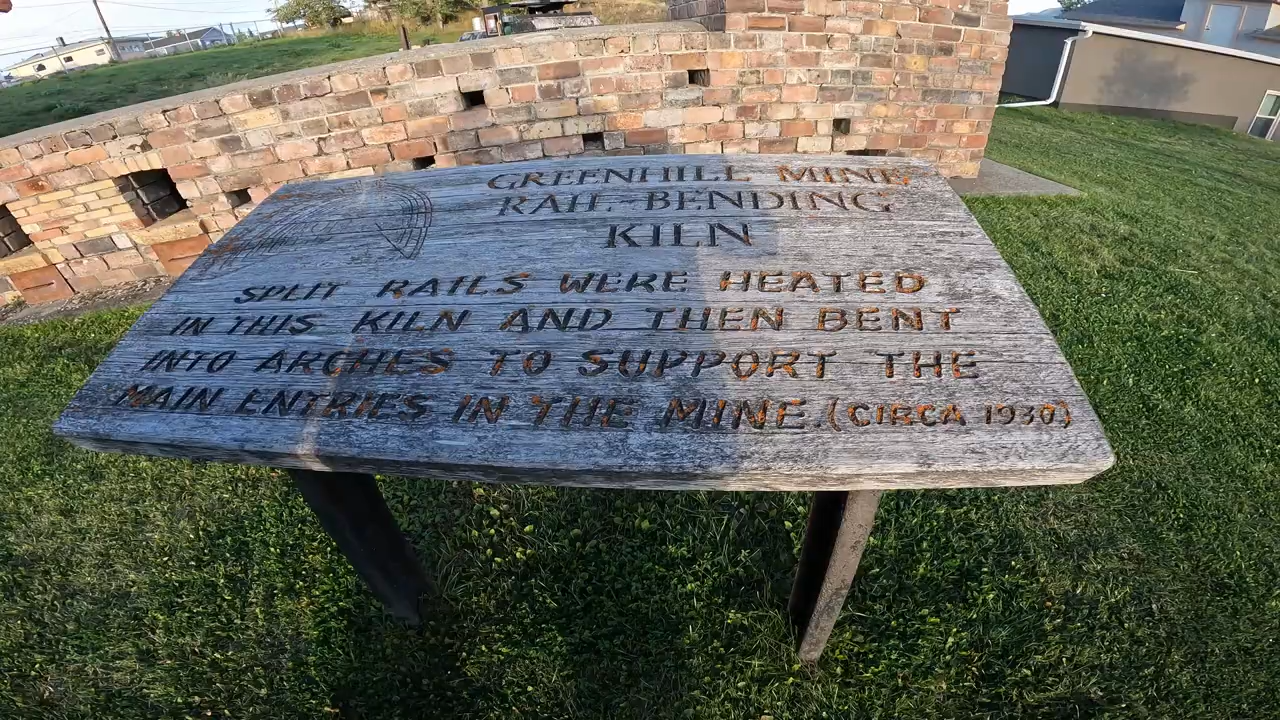 GREENHILL MINE
RAIL-BENDING
KILN
SPLIT RAILS WERE HEATED
IN THIS KILN AND THEN BENT
INTO ARCHES TO SUPPORT THE
MAIN ENTRIES IN THE MINE.(CIRCA 1930)